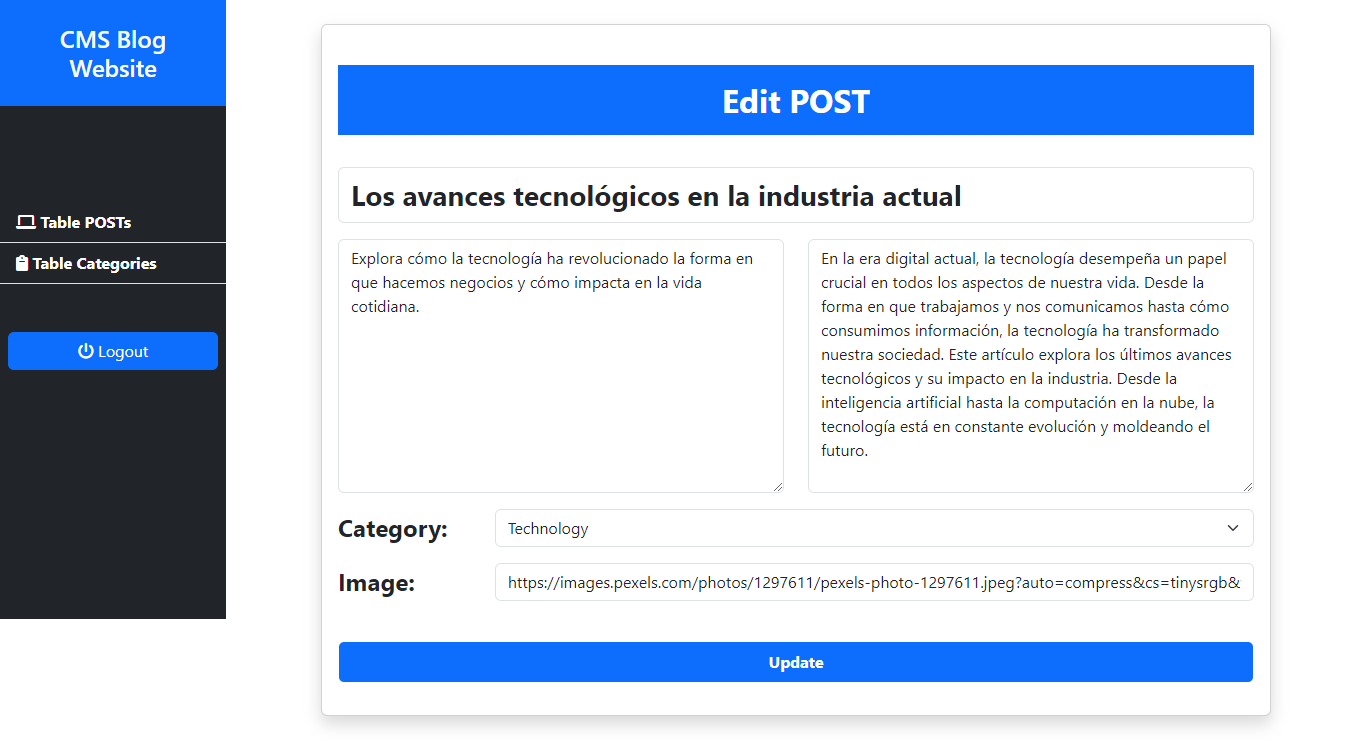 CMS Blog
Website
Table POSTs
Table Categories
Logout
Edit POST
Los avances tecnológicos en la industria actual
Explora cómo la tecnología ha revolucionado la forma en
que hacemos negocios y cómo impacta en la vida
cotidiana.
En la era digital actual, la tecnología desempeña un papel
crucial en todos los aspectos de nuestra vida. Desde la
forma en que trabajamos y nos comunicamos hasta cómo
consumimos información, la tecnología ha transformado
nuestra sociedad. Este artículo explora los últimos avances
tecnológicos y su impacto en la industria. Desde la
inteligencia artificial hasta la computación en la nube, la
tecnología está en constante evolución y moldeando el
futuro.
Category:
Technology
Image:
https://images.pexels.com/photos/1297611/pexels-photo-1297611.jpeg?auto=compress&cs=tinysrgb&
Update